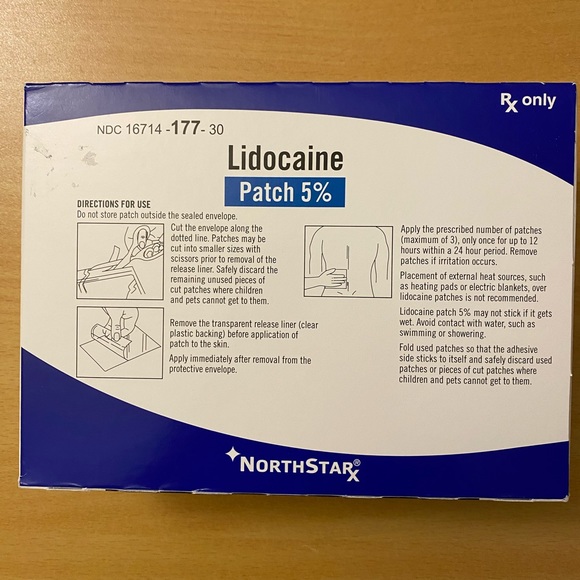 Rx only
NDC 16714 -177- 30
Lidocaine
Patch 5%
DIRECTIONS FOR USE
Do not store patch outside the sealed envelope.
Cut the envelope along the
dotted line. Patches may be
cut into smaller sizes with
scissors prior to removal of the
release liner. Safely discard the
remaining unused pieces of
cut patches where children
and pets cannot get to them.
Remove the transparent release liner (clear
plastic backing) before application of
patch to the skin.
Apply immediately after removal from the
protective envelope.
Apply the prescribed number of patches
(maximum of 3), only once for up to 12
hours within a 24 hour period. Remove
patches if irritation occurs.
Placement of external heat sources, such
as heating pads or electric blankets, over
lidocaine patches is not recommended.
Lidocaine patch 5% may not stick if it gets
wet. Avoid contact with water, such as
swimming or showering.
Fold used patches so that the adhesive
side sticks to itself and safely discard used
patches or pieces of cut patches where
children and pets cannot get to them.
NORTHSTAR®x